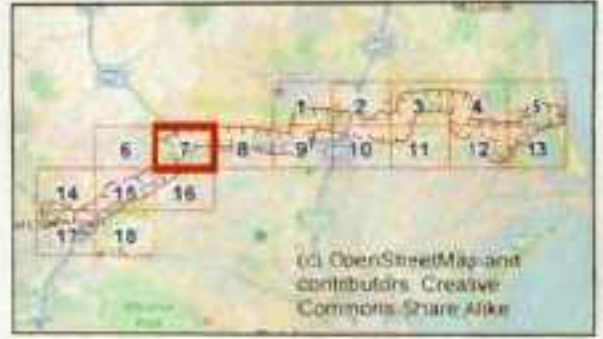 1 2 3 4 5
6 7 8 9 10 11 12 13
14 15 16
17 18
(c) OpenStreetMap and
contributors Creative
Commons Share Alike